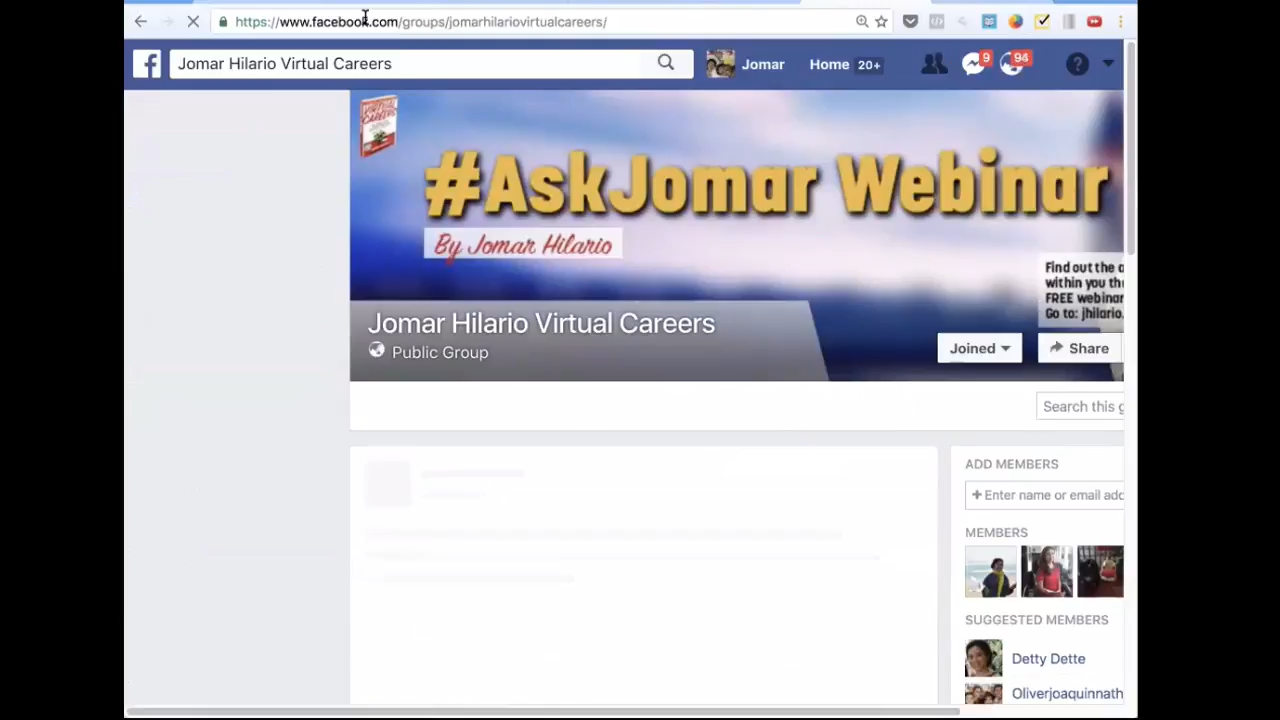 https://www.facebook.com/groups/jomarhilariovirtualcareers/
Jomar Hilario Virtual Careers
Jomar
Home 20+
9
94
#AskJomar Webinar
By Jomar Hilario
Find out the a
within you th
FREE webinar
Go to: jhilario.
Jomar Hilario Virtual Careers
Public Group
Joined
Share
Search this g
ADD MEMBERS
+ Enter name or email add
MEMBERS
SUGGESTED MEMBERS
Detty Dette
Oliverjoaquinnath